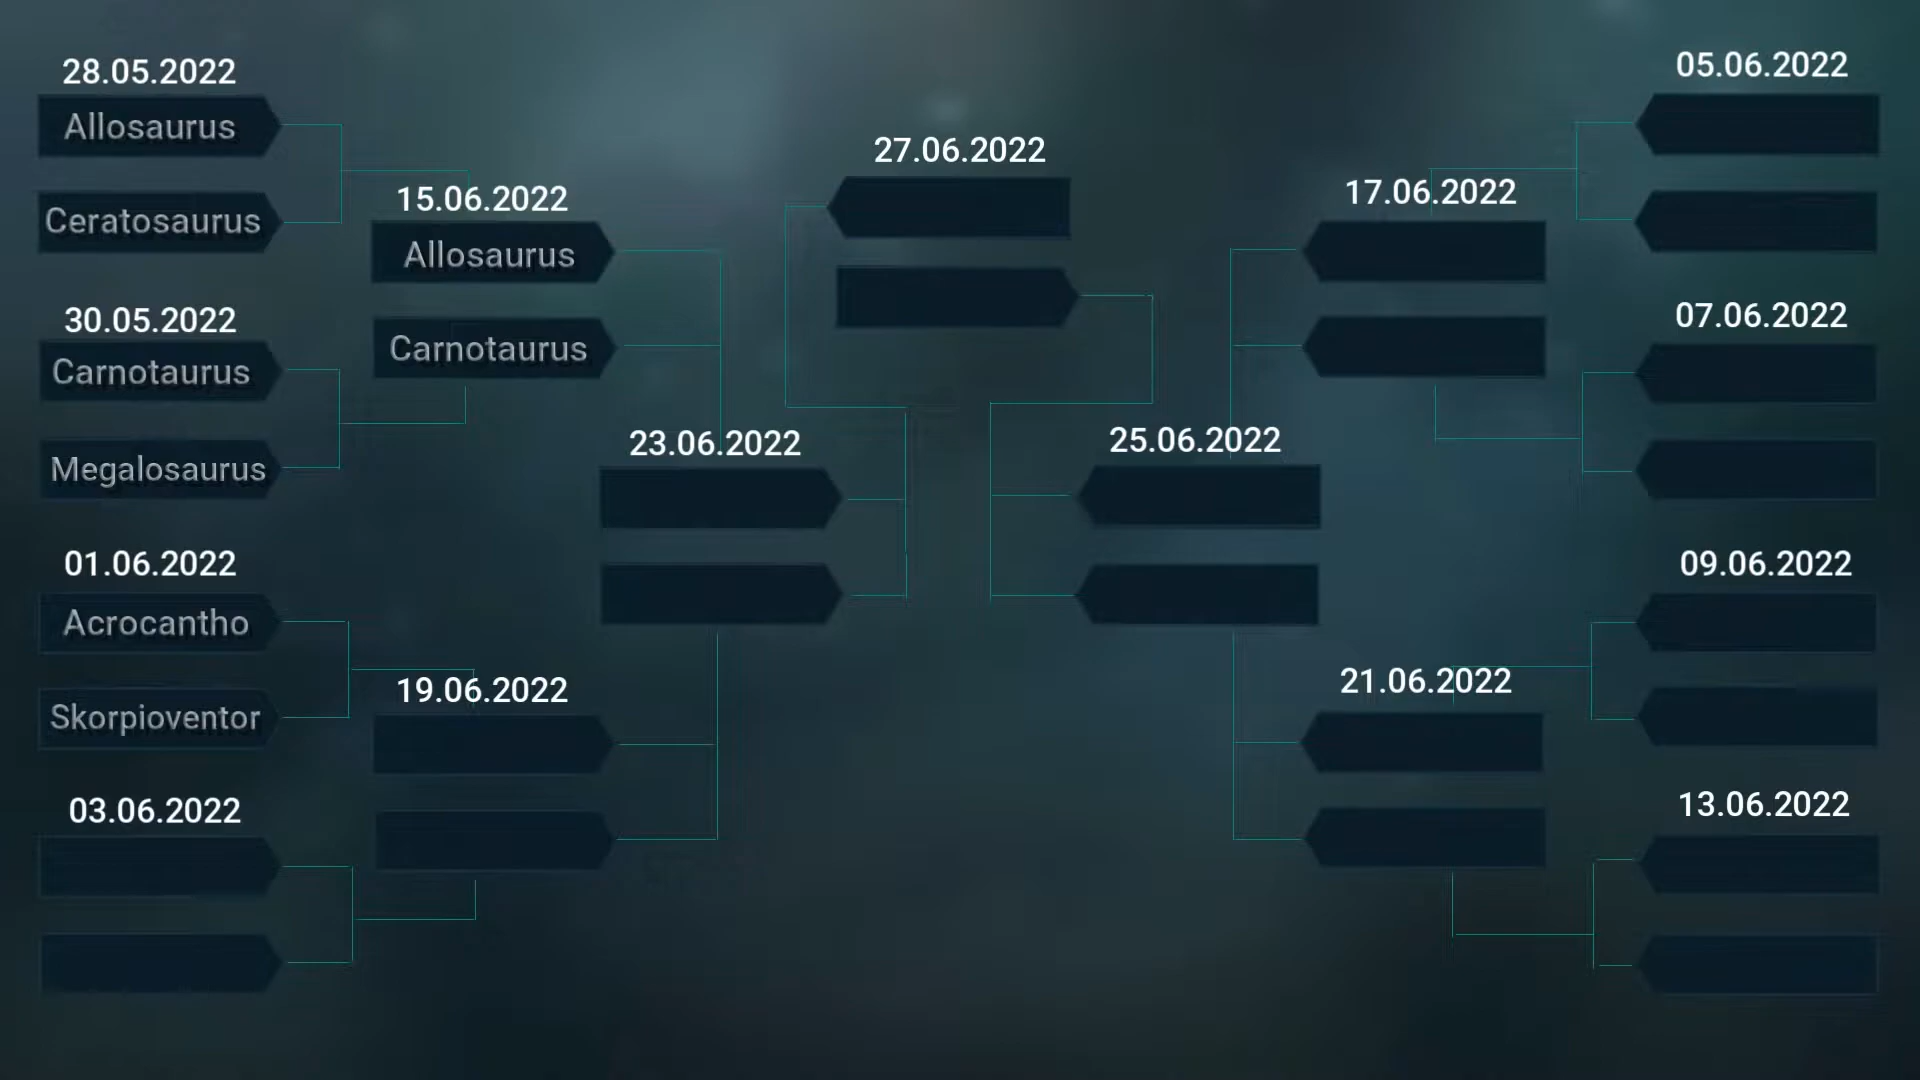 28.05.2022
Allosaurus
Ceratosaurus
30.05.2022
Carnotaurus
Megalosaurus
01.06.2022
Acrocantho
Skorpioventor
03.06.2022
15.06.2022
Allosaurus
Carnotaurus
19.06.2022
23.06.2022
27.06.2022
25.06.2022
17.06.2022
21.06.2022
05.06.2022
07.06.2022
09.06.2022
13.06.2022